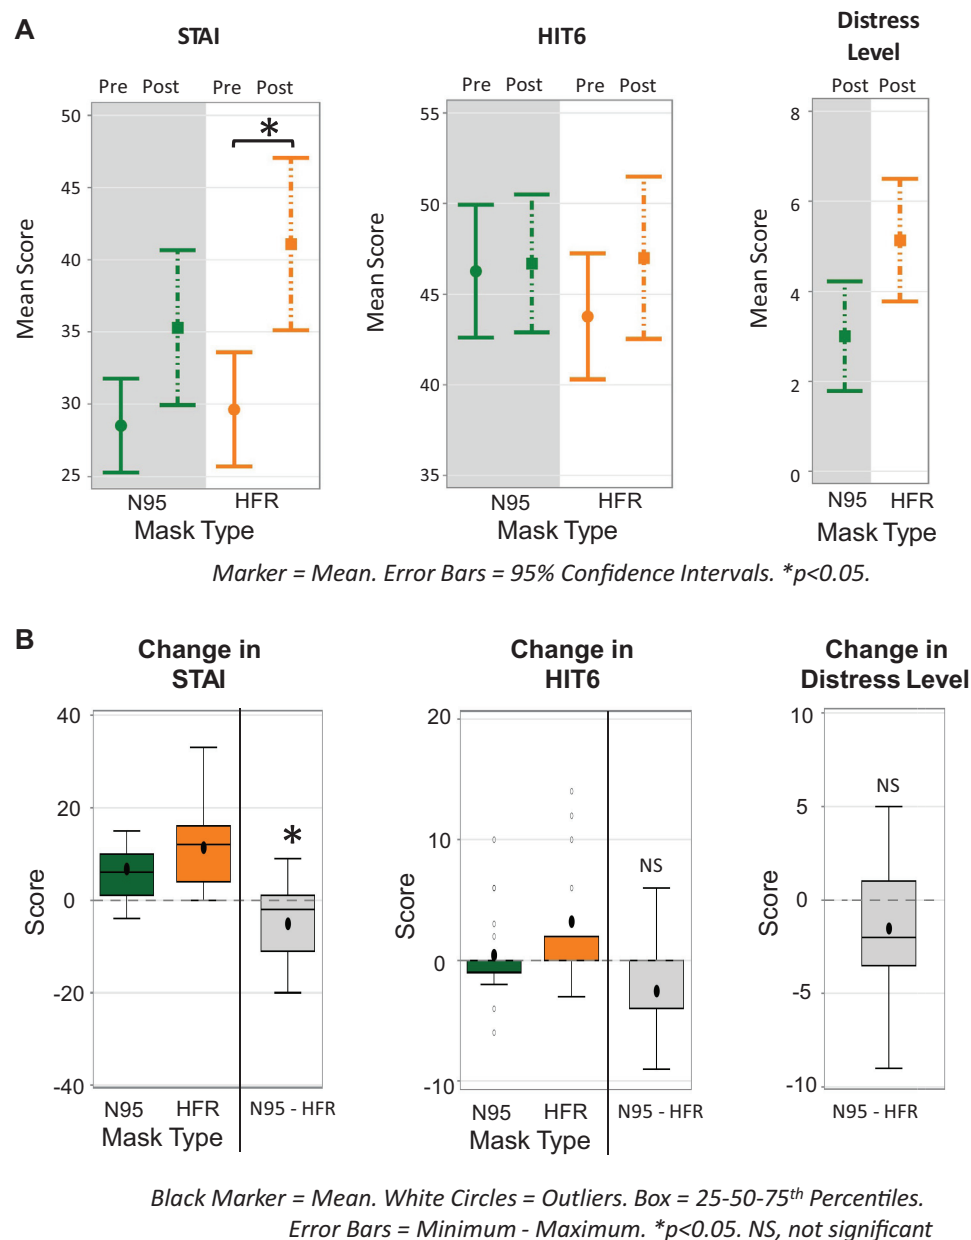 A
STAI
HIT6
Distress
Level
Pre Post Pre Post
Pre Post Pre Post
Post Post
50
45
40
35
30
25
Mean Score
N95 HFR
Mask Type
55
50
45
40
35
Mean Score
N95 HFR
Mask Type
8
6
4
2
0
Mean Score
N95 HFR
Mask Type
*
Marker = Mean. Error Bars = 95% Confidence Intervals. *p<0.05.
B
Change in
STAI
Change in
HIT6
Change in
Distress Level
40
20
0
-20
-40
Score
*
N95 HFR N95 - HFR
Mask Type
20
10
0
-10
Score
NS
N95 HFR N95 - HFR
Mask Type
10
5
0
-5
-10
Score
NS
N95 - HFR
Black Marker = Mean. White Circles = Outliers. Box = 25-50-75th Percentiles.
Error Bars = Minimum - Maximum. *p<0.05. NS, not significant